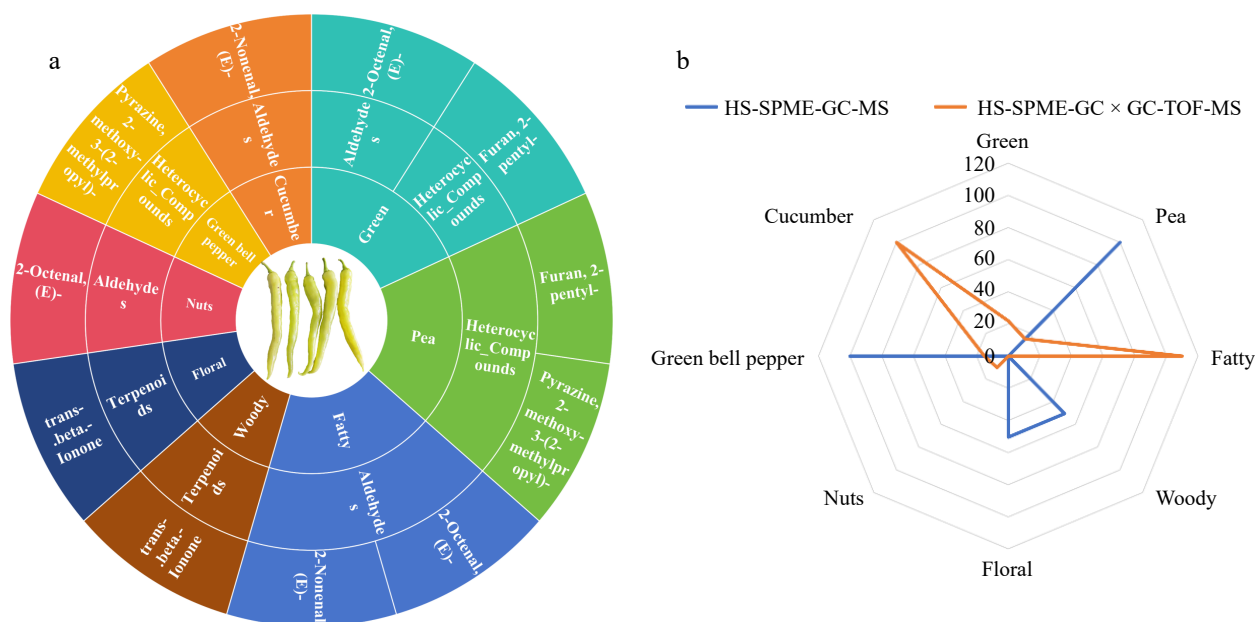 a
2-Nonenal,
(E)-
Aldehyde
s
Cucumbe
r
2-Octenal,
(E)-
Aldehyde
s
Furan, 2-
pentyl-
Heterocyc
lic_Comp
ounds
Green
Furan, 2-
pentyl-
Pyrazine,
2-
methoxy-
3-(2-
methylpr
opyl)-
Heterocyc
lic_Comp
ounds
Pea
2-Octenal,
(E)-
2-Nonenal
(E)-
Aldehyde
s
Fatty
trans-
.beta.-
Ionone
Terpenoi
ds
Woody
trans-
.beta.-
Ionone
Terpenoi
ds
Floral
2-Octenal,
(E)-
Aldehyde
s
Nuts
Pyrazine,
2-
methoxy-
3-(2-
methylpr
opyl)-
Heterocyc
lic_Comp
ounds
Green bell
pepper
b
HS-SPME-GC-MS
HS-SPME-GC × GC-TOF-MS
Green
120
100
80
60
40
20
0
Pea
Fatty
Woody
Floral
Nuts
Green bell pepper
Cucumber